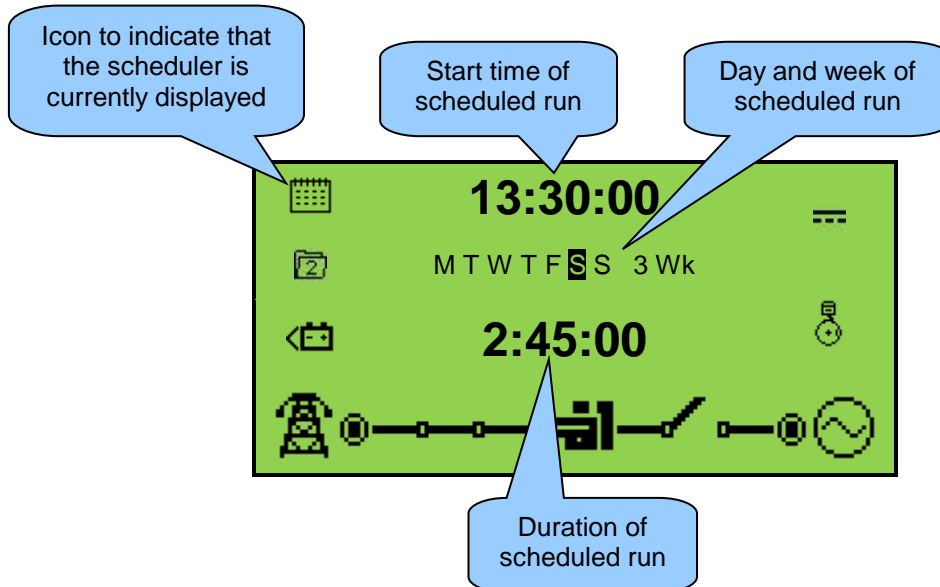 Icon to indicate that
the scheduler is
currently displayed
Start time of
scheduled run
Day and week of
scheduled run
13:30:00
2
M T W T F S S 3 Wk
2:45:00
Duration of
scheduled run